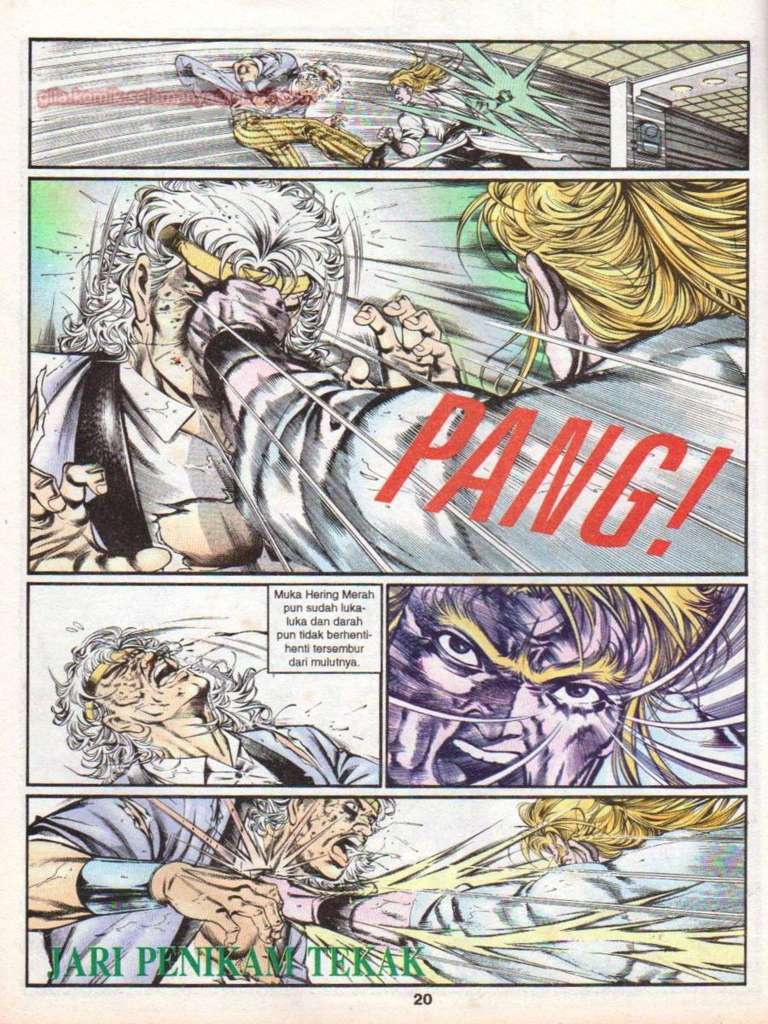 PANG!
Muka Hering Merah
pun sudah luka-
luka dan darah
pun tidak berhenti-
henti tersembur
dari mulutnya.
JARI PENIKAM TEKAK
20